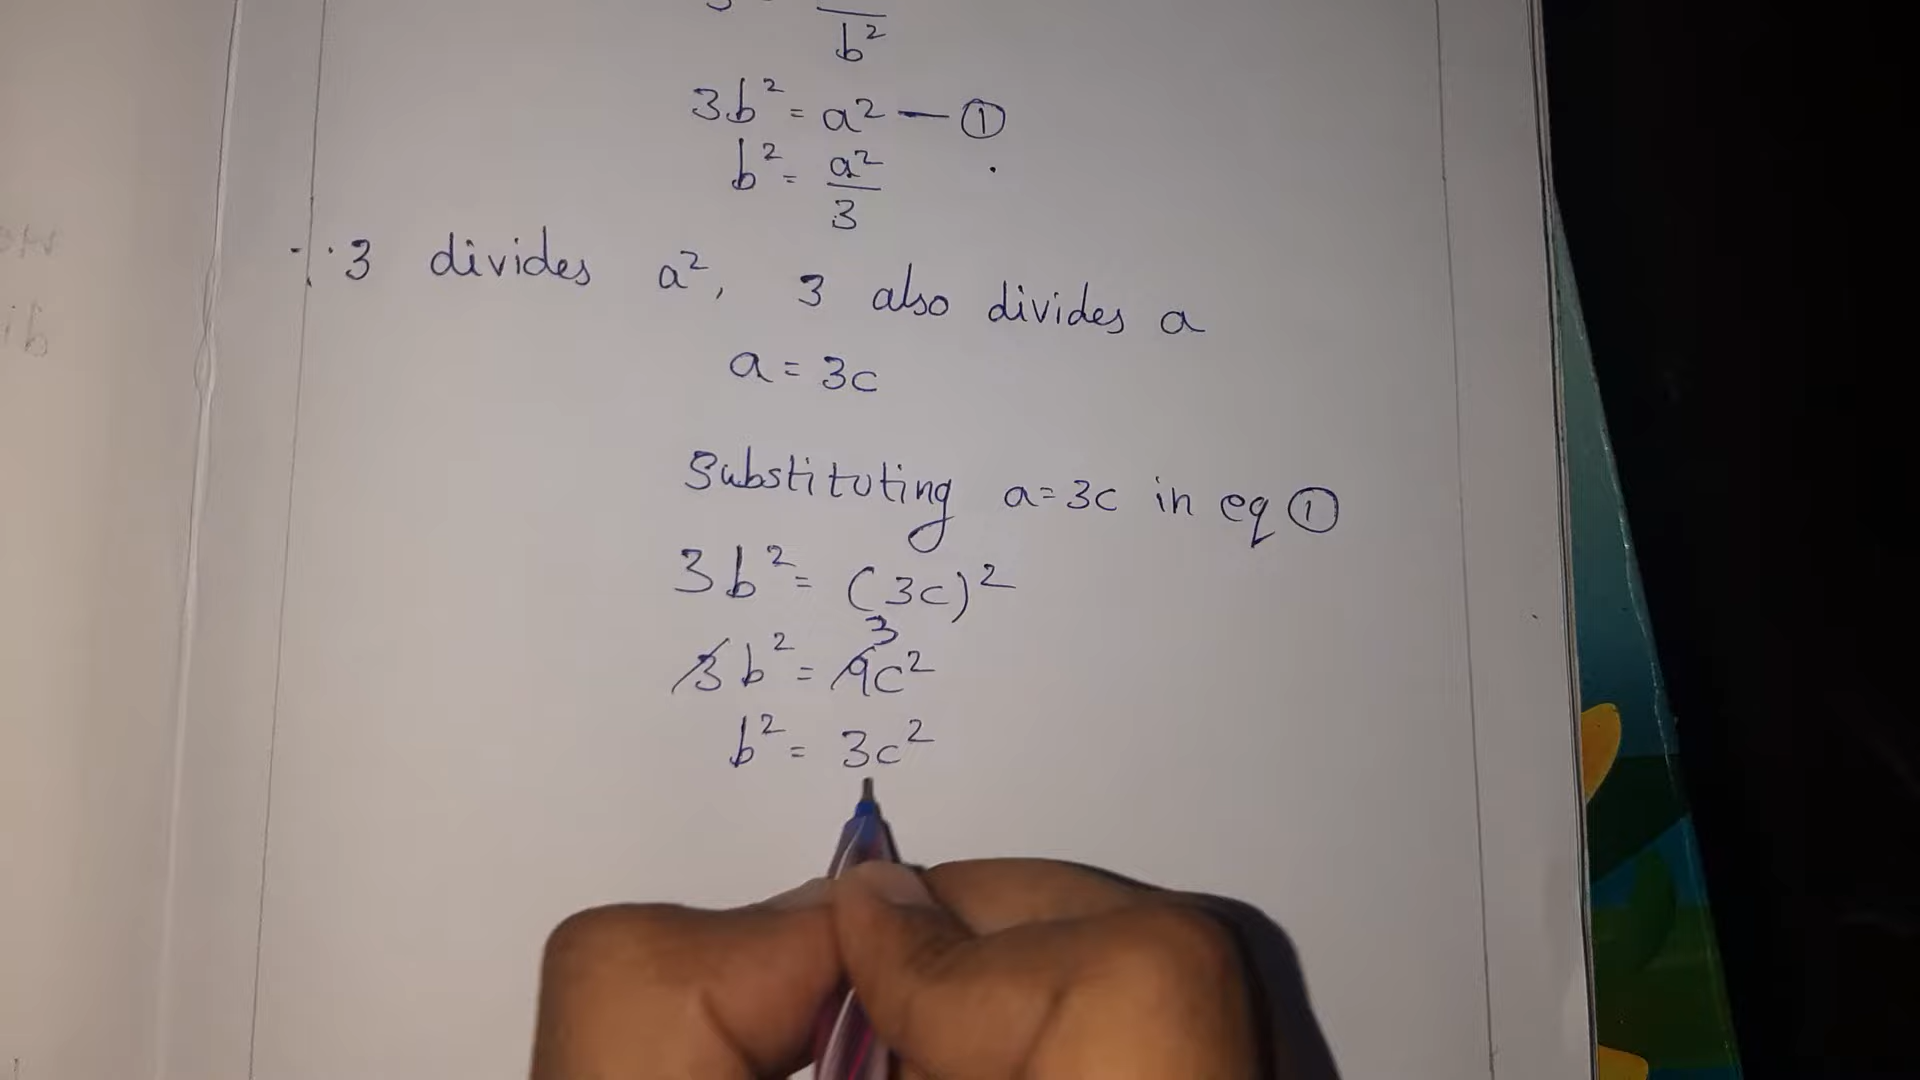 b²
3b² = a² — ①
b² = a²/3
∵ 3 divides a², 3 also divides a
a = 3c
Substituting a=3c in eq ①
3b² = (3c)²
3
3b² = 9c²
b² = 3c²